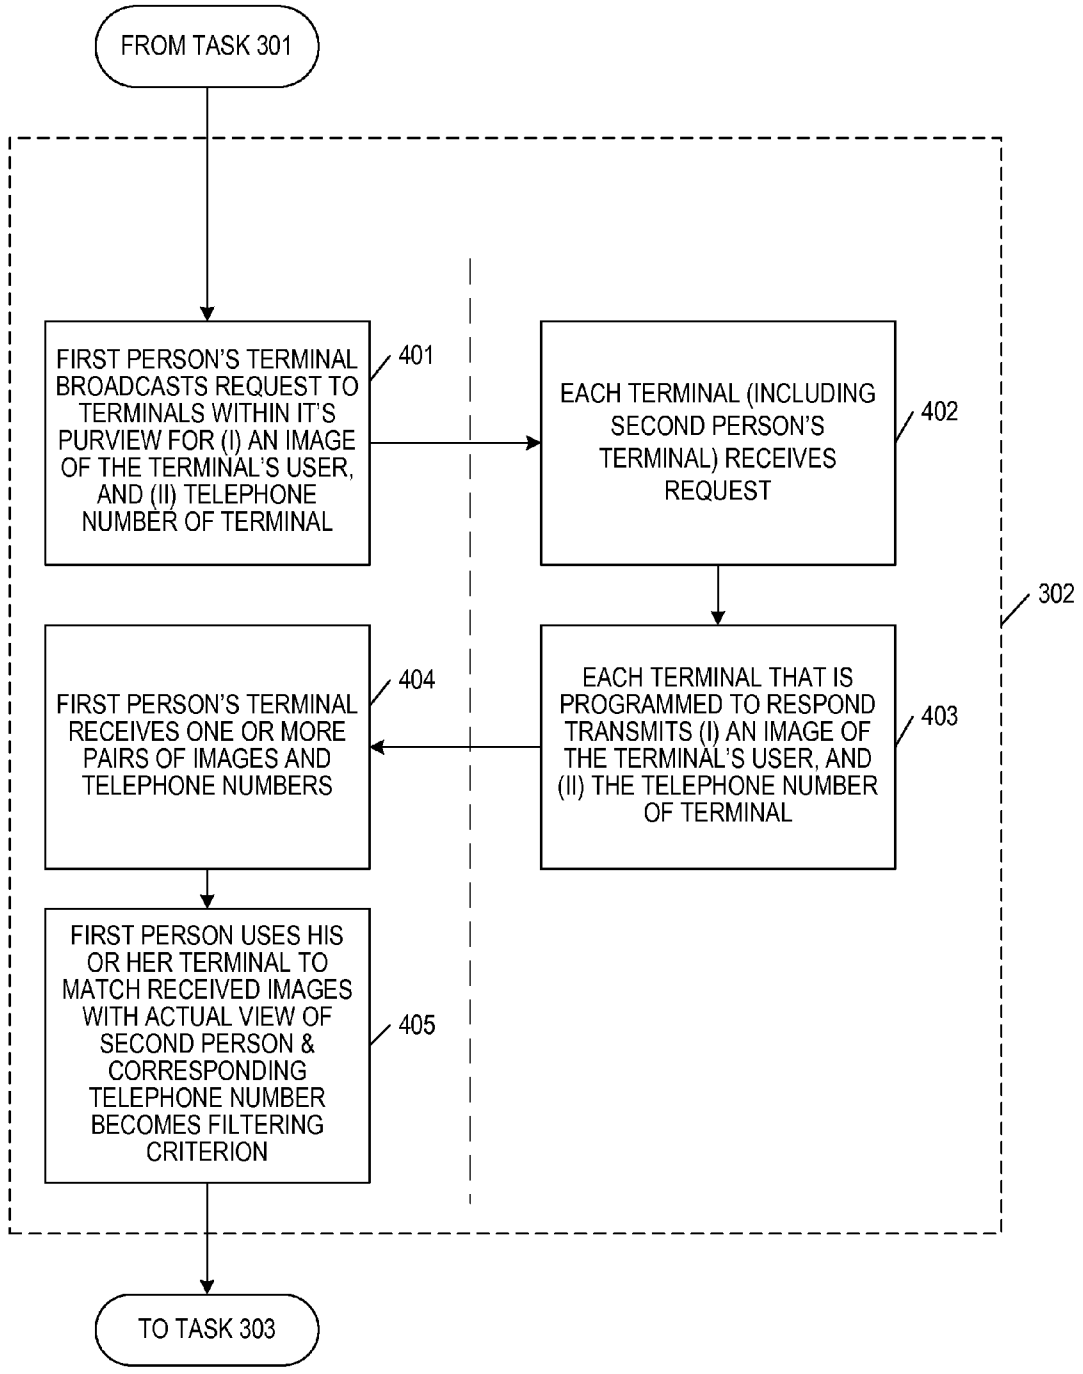 FROM TASK 301
FIRST PERSON'S TERMINAL
BROADCASTS REQUEST TO
TERMINALS WITHIN IT'S
PURVIEW FOR (I) AN IMAGE
OF THE TERMINAL'S USER,
AND (II) TELEPHONE
NUMBER OF TERMINAL
401
EACH TERMINAL (INCLUDING
SECOND PERSON'S
TERMINAL) RECEIVES
REQUEST
402
302
EACH TERMINAL THAT IS
PROGRAMMED TO RESPOND
TRANSMITS (I) AN IMAGE OF
THE TERMINAL'S USER, AND
(II) THE TELEPHONE NUMBER
OF TERMINAL
403
FIRST PERSON'S TERMINAL
RECEIVES ONE OR MORE
PAIRS OF IMAGES AND
TELEPHONE NUMBERS
404
FIRST PERSON USES HIS
OR HER TERMINAL TO
MATCH RECEIVED IMAGES
WITH ACTUAL VIEW OF
SECOND PERSON &
CORRESPONDING
TELEPHONE NUMBER
BECOMES FILTERING
CRITERION
405
TO TASK 303